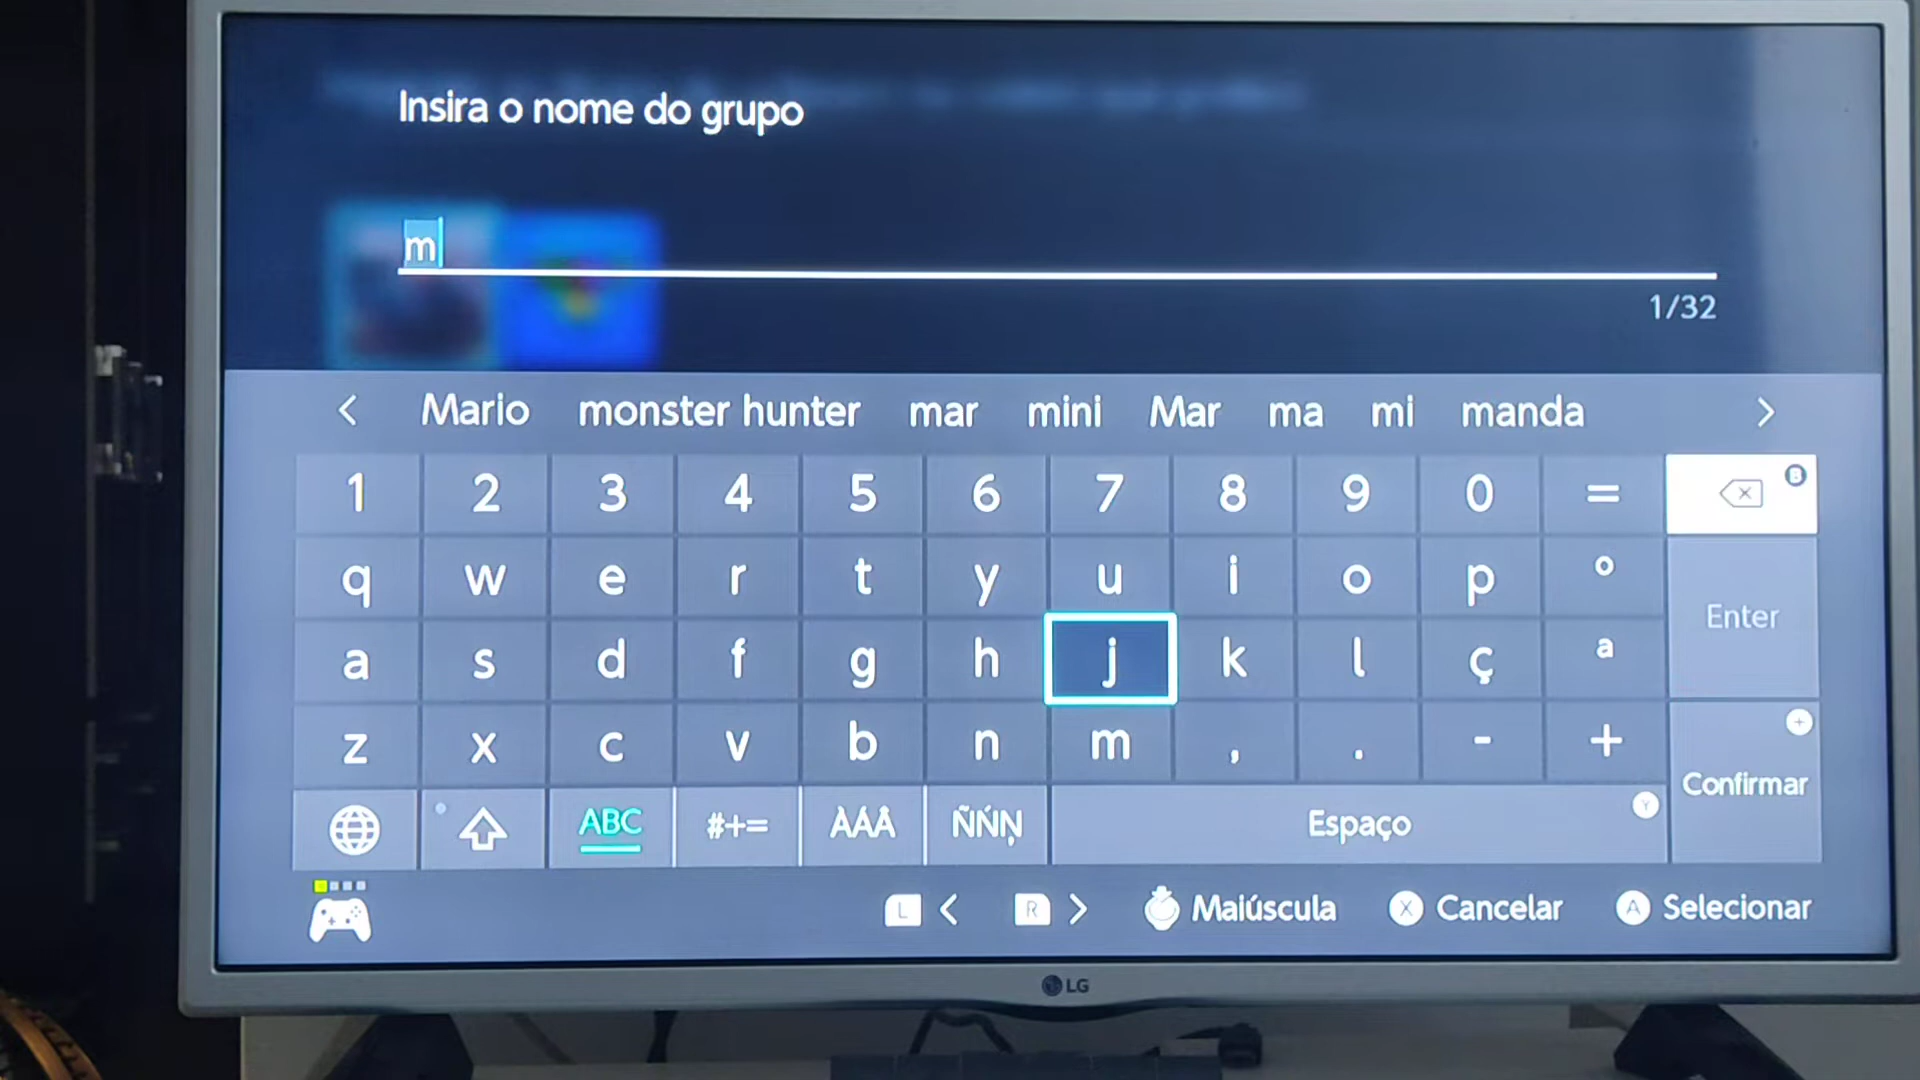 Insira o nome do grupo
m
1/32
Mario monster hunter mar mini Mar ma mi manda
1 2 3 4 5 6 7 8 9 0 = B
q w e r t y u i o p º Enter
a s d f g h j k l ç ª
z x c v b n m , . - + Confirmar
ABC #+= ÀÁÂ ÑŃŅ Espaço Y
L R Maiúscula X Cancelar A Selecionar
LG